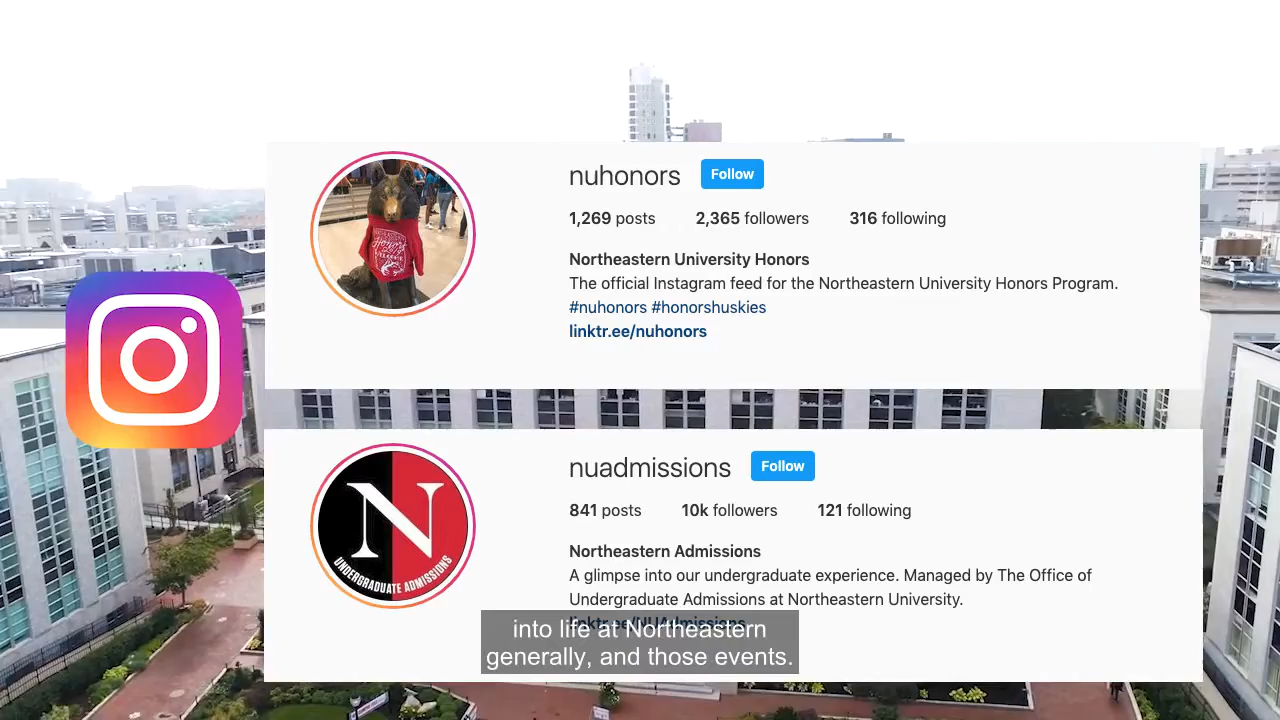 nuhonors Follow
1,269 posts 2,365 followers 316 following
Northeastern University Honors
The official Instagram feed for the Northeastern University Honors Program.
#nuhonors #honorshuskies
linktr.ee/nuhonors
N
UNDERGRADUATE ADMISSIONS
nuadmissions Follow
841 posts 10k followers 121 following
Northeastern Admissions
A glimpse into our undergraduate experience. Managed by The Office of
Undergraduate Admissions at Northeastern University.
linktr.ee/NUAdmissions
into life at Northeastern
generally, and those events.